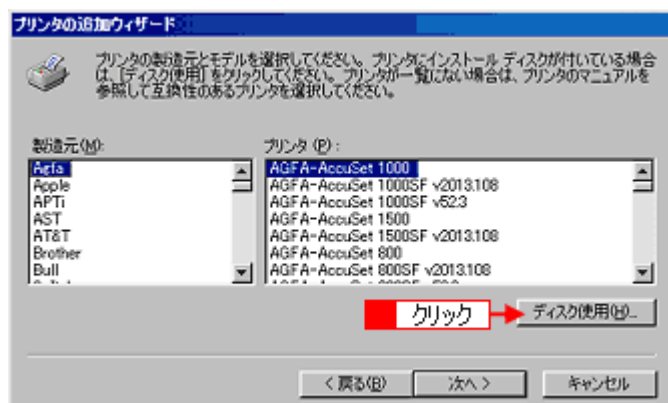 プリンタの追加ウィザード
プリンタの製造元とモデルを選択してください。プリンタにインストール ディスクが付いている場合
は、[ディスク使用] をクリックしてください。プリンタが一覧にない場合は、プリンタのマニュアルを
参照して互換性のあるプリンタを選択してください。
製造元(M):
プリンタ(P):
Agfa
Apple
APTi
AST
AT&T
Brother
Bull
AGFA-AccuSet 1000
AGFA-AccuSet 1000SF v2013.108
AGFA-AccuSet 1000SF v52.3
AGFA-AccuSet 1500
AGFA-AccuSet 1500SF v2013.108
AGFA-AccuSet 800
AGFA-AccuSet 800SF v2013.108
クリック
ディスク使用(H)...
< 戻る(B)
次へ >
キャンセル